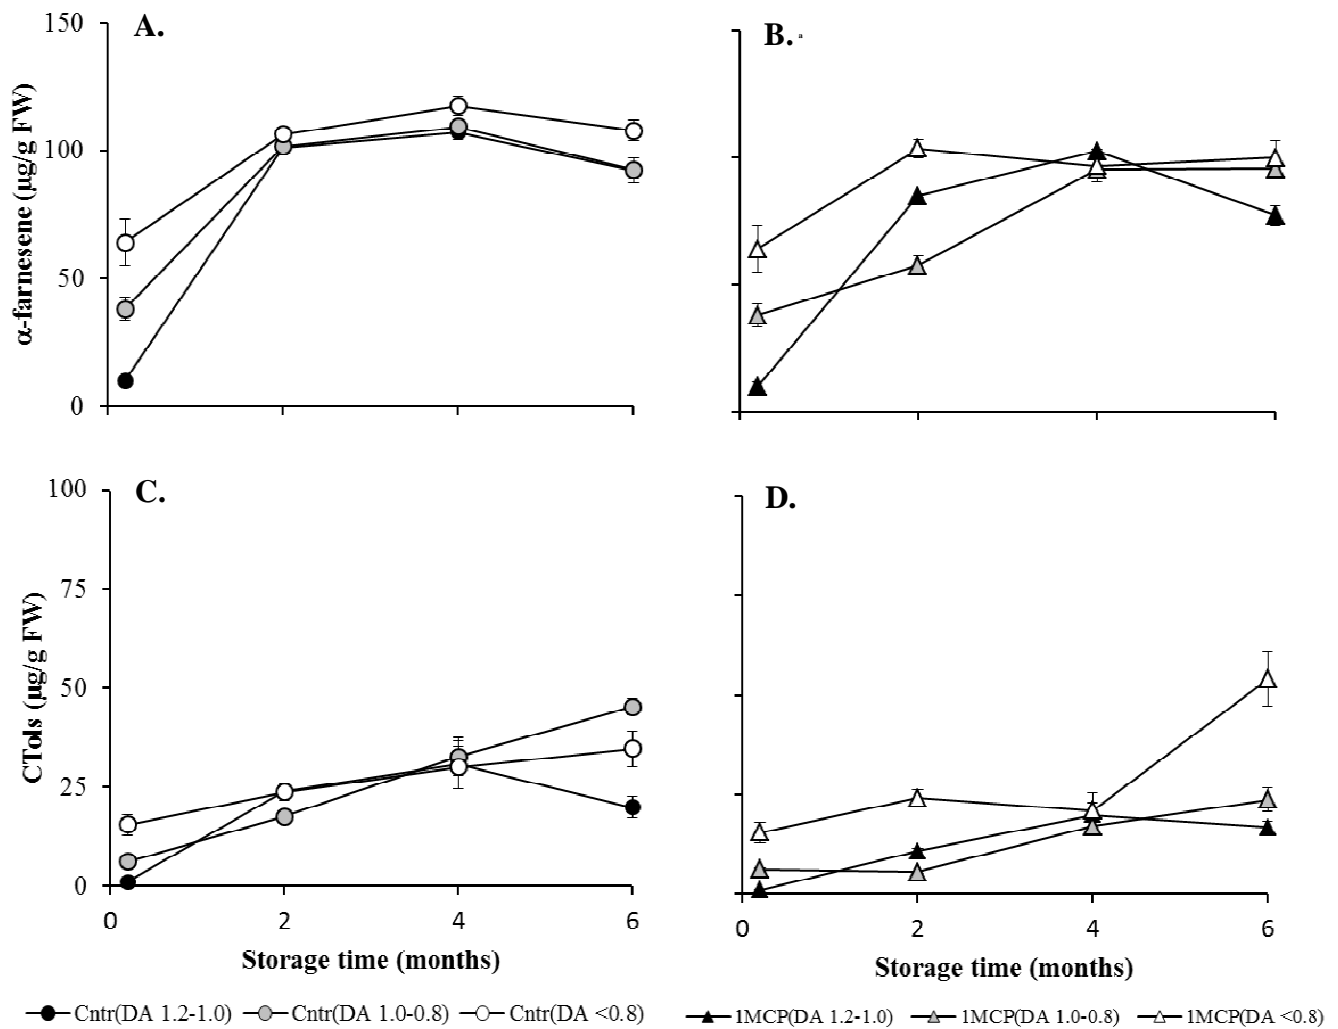 A.
B.
150
100
50
0
α-farnesene (µg/g FW)
C.
D.
100
75
50
25
0
CTols (µg/g FW)
0 2 4 6
0 2 4 6
Storage time (months)
Storage time (months)
Cntr(DA 1.2-1.0) Cntr(DA 1.0-0.8) Cntr(DA <0.8)
1MCP(DA 1.2-1.0) 1MCP(DA 1.0-0.8) 1MCP(DA <0.8)